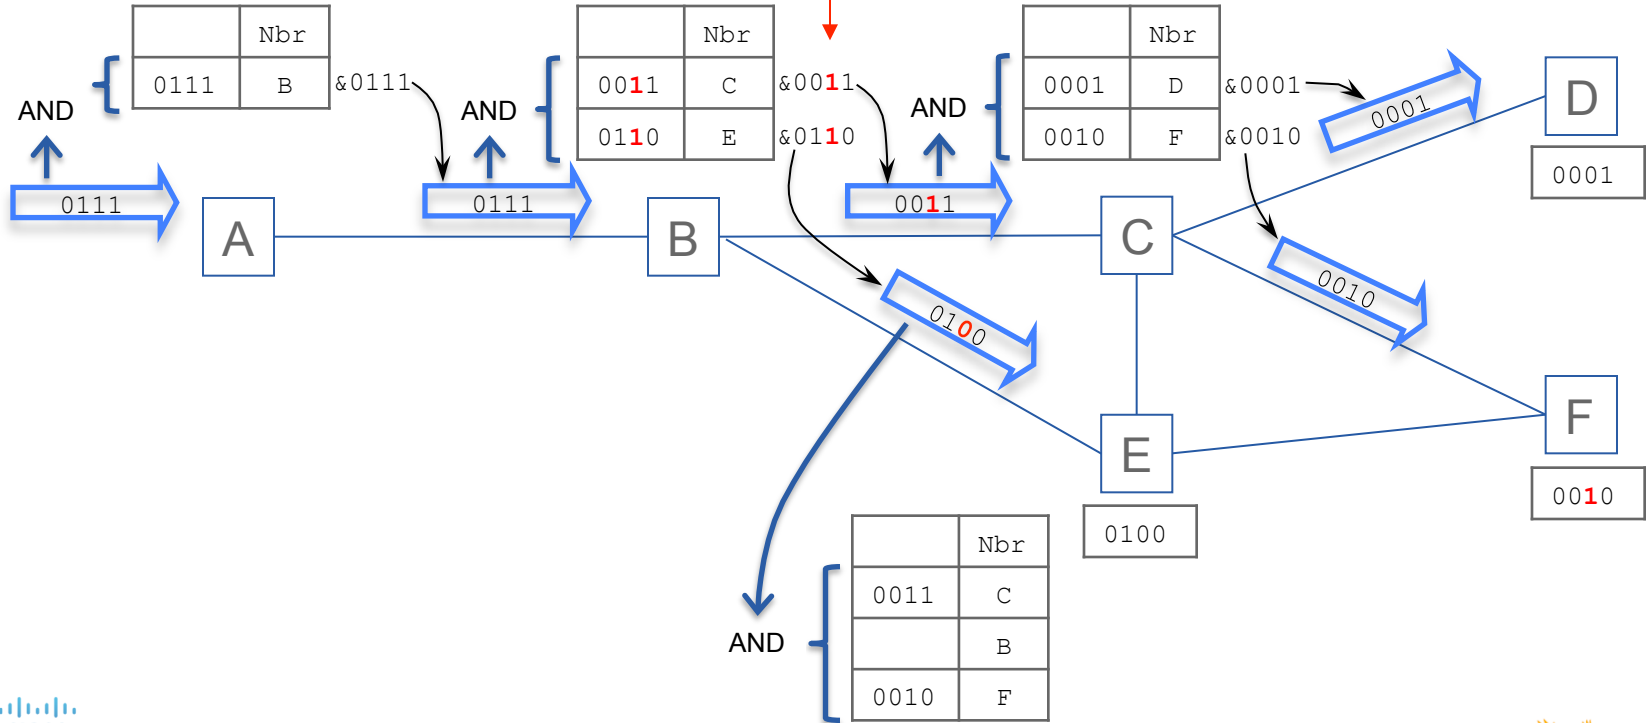 Nbr
0111 B &0111
AND
0111
A
Nbr
0011 C &0011
0110 E &0110
AND
0111
B
Nbr
0001 D &0001
0010 F &0010
AND
0011
C
0001
D
0001
0100
0010
E
0100
F
0010
Nbr
0011 C
B
0010 F
AND